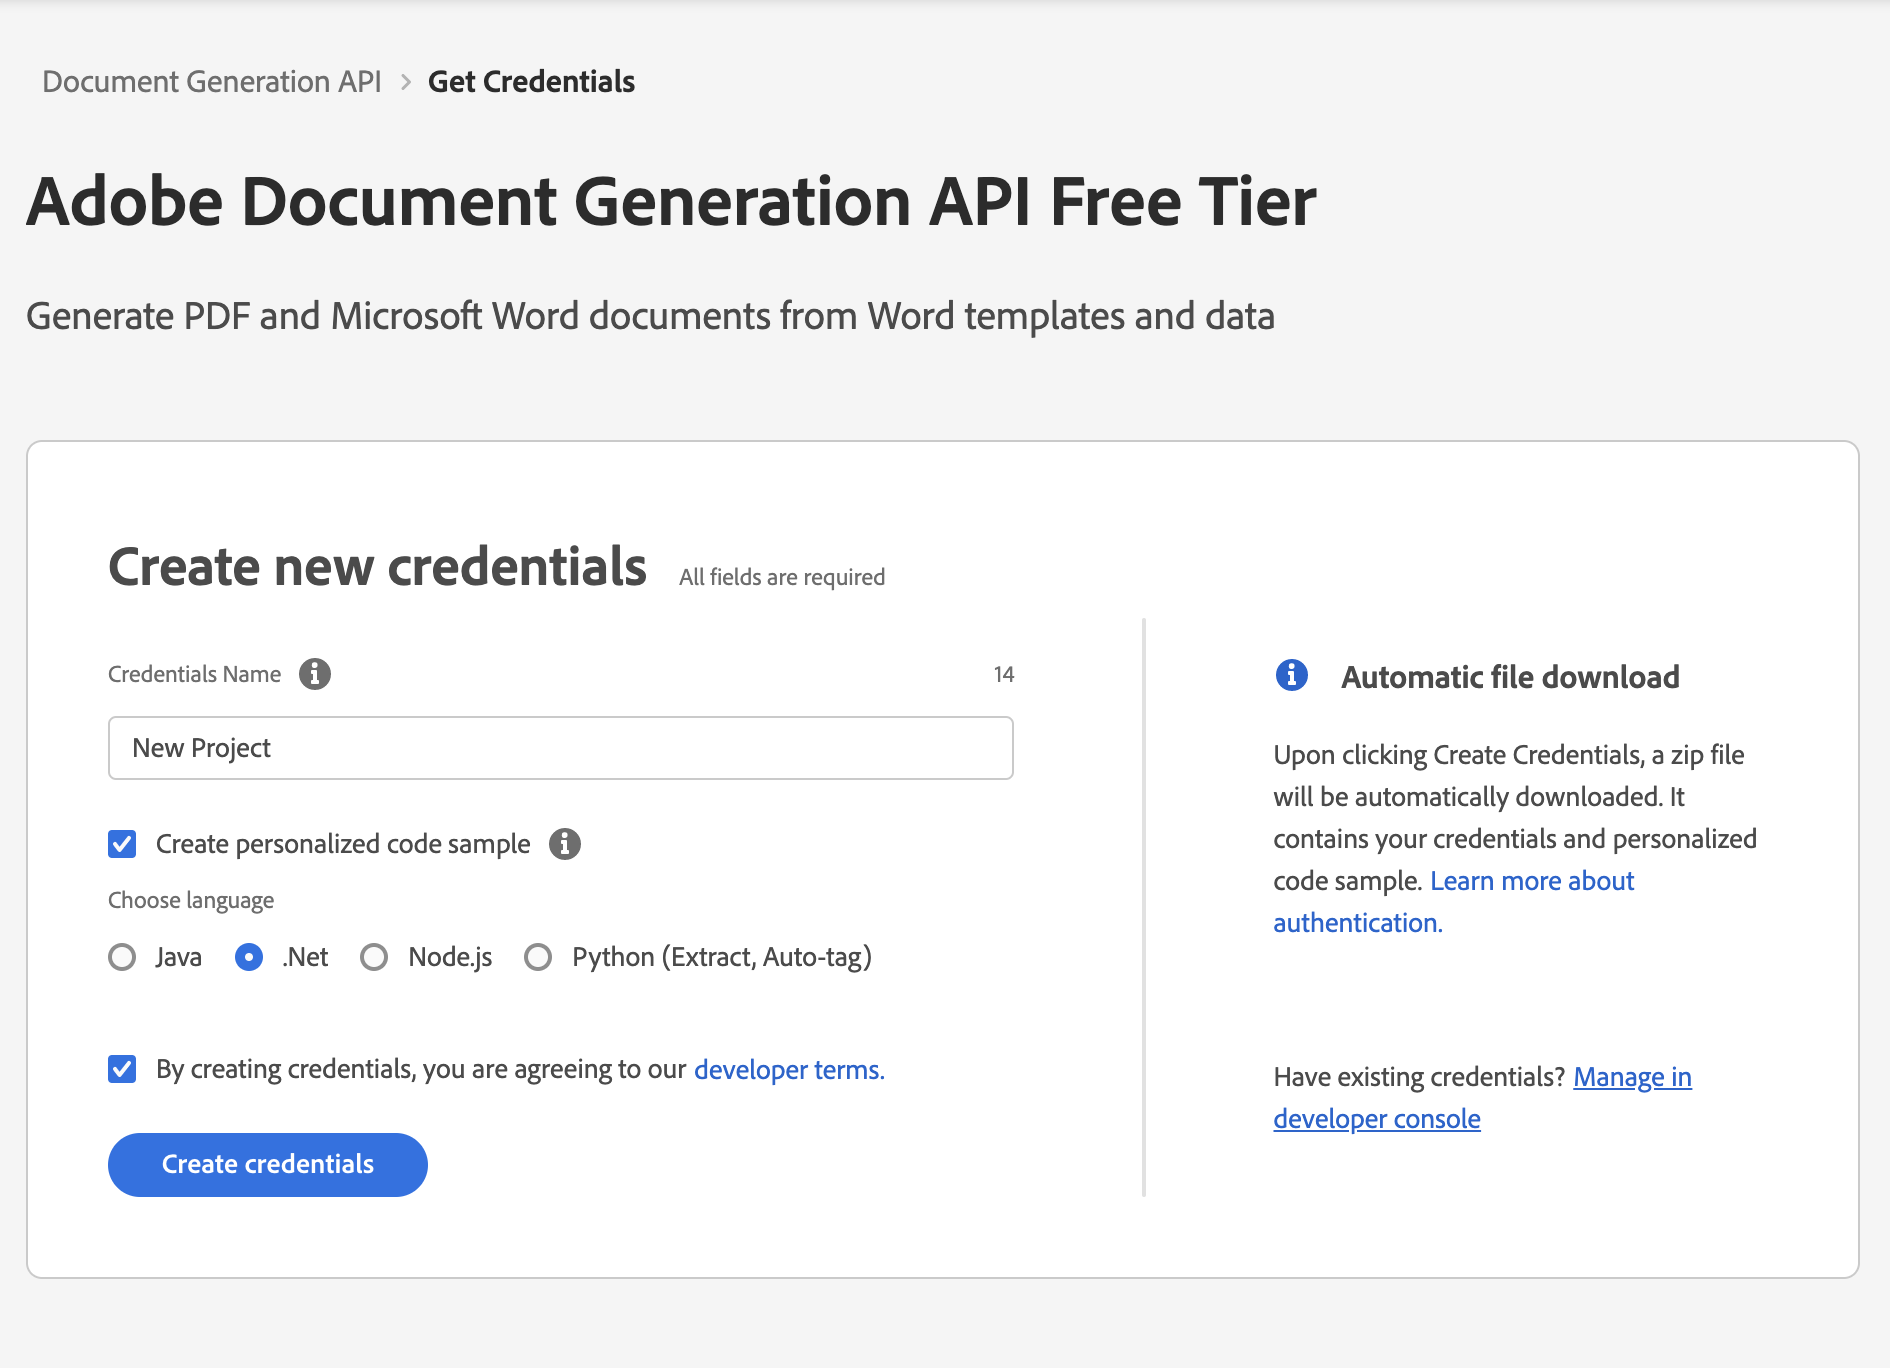 Document Generation API > Get Credentials
Adobe Document Generation API Free Tier
Generate PDF and Microsoft Word documents from Word templates and data
Create new credentials All fields are required
Credentials Name 14
New Project
Create personalized code sample
Choose language
Java .Net Node.js Python (Extract, Auto-tag)
By creating credentials, you are agreeing to our developer terms.
Create credentials
Automatic file download
Upon clicking Create Credentials, a zip file
will be automatically downloaded. It
contains your credentials and personalized
code sample. Learn more about
authentication.
Have existing credentials? Manage in
developer console